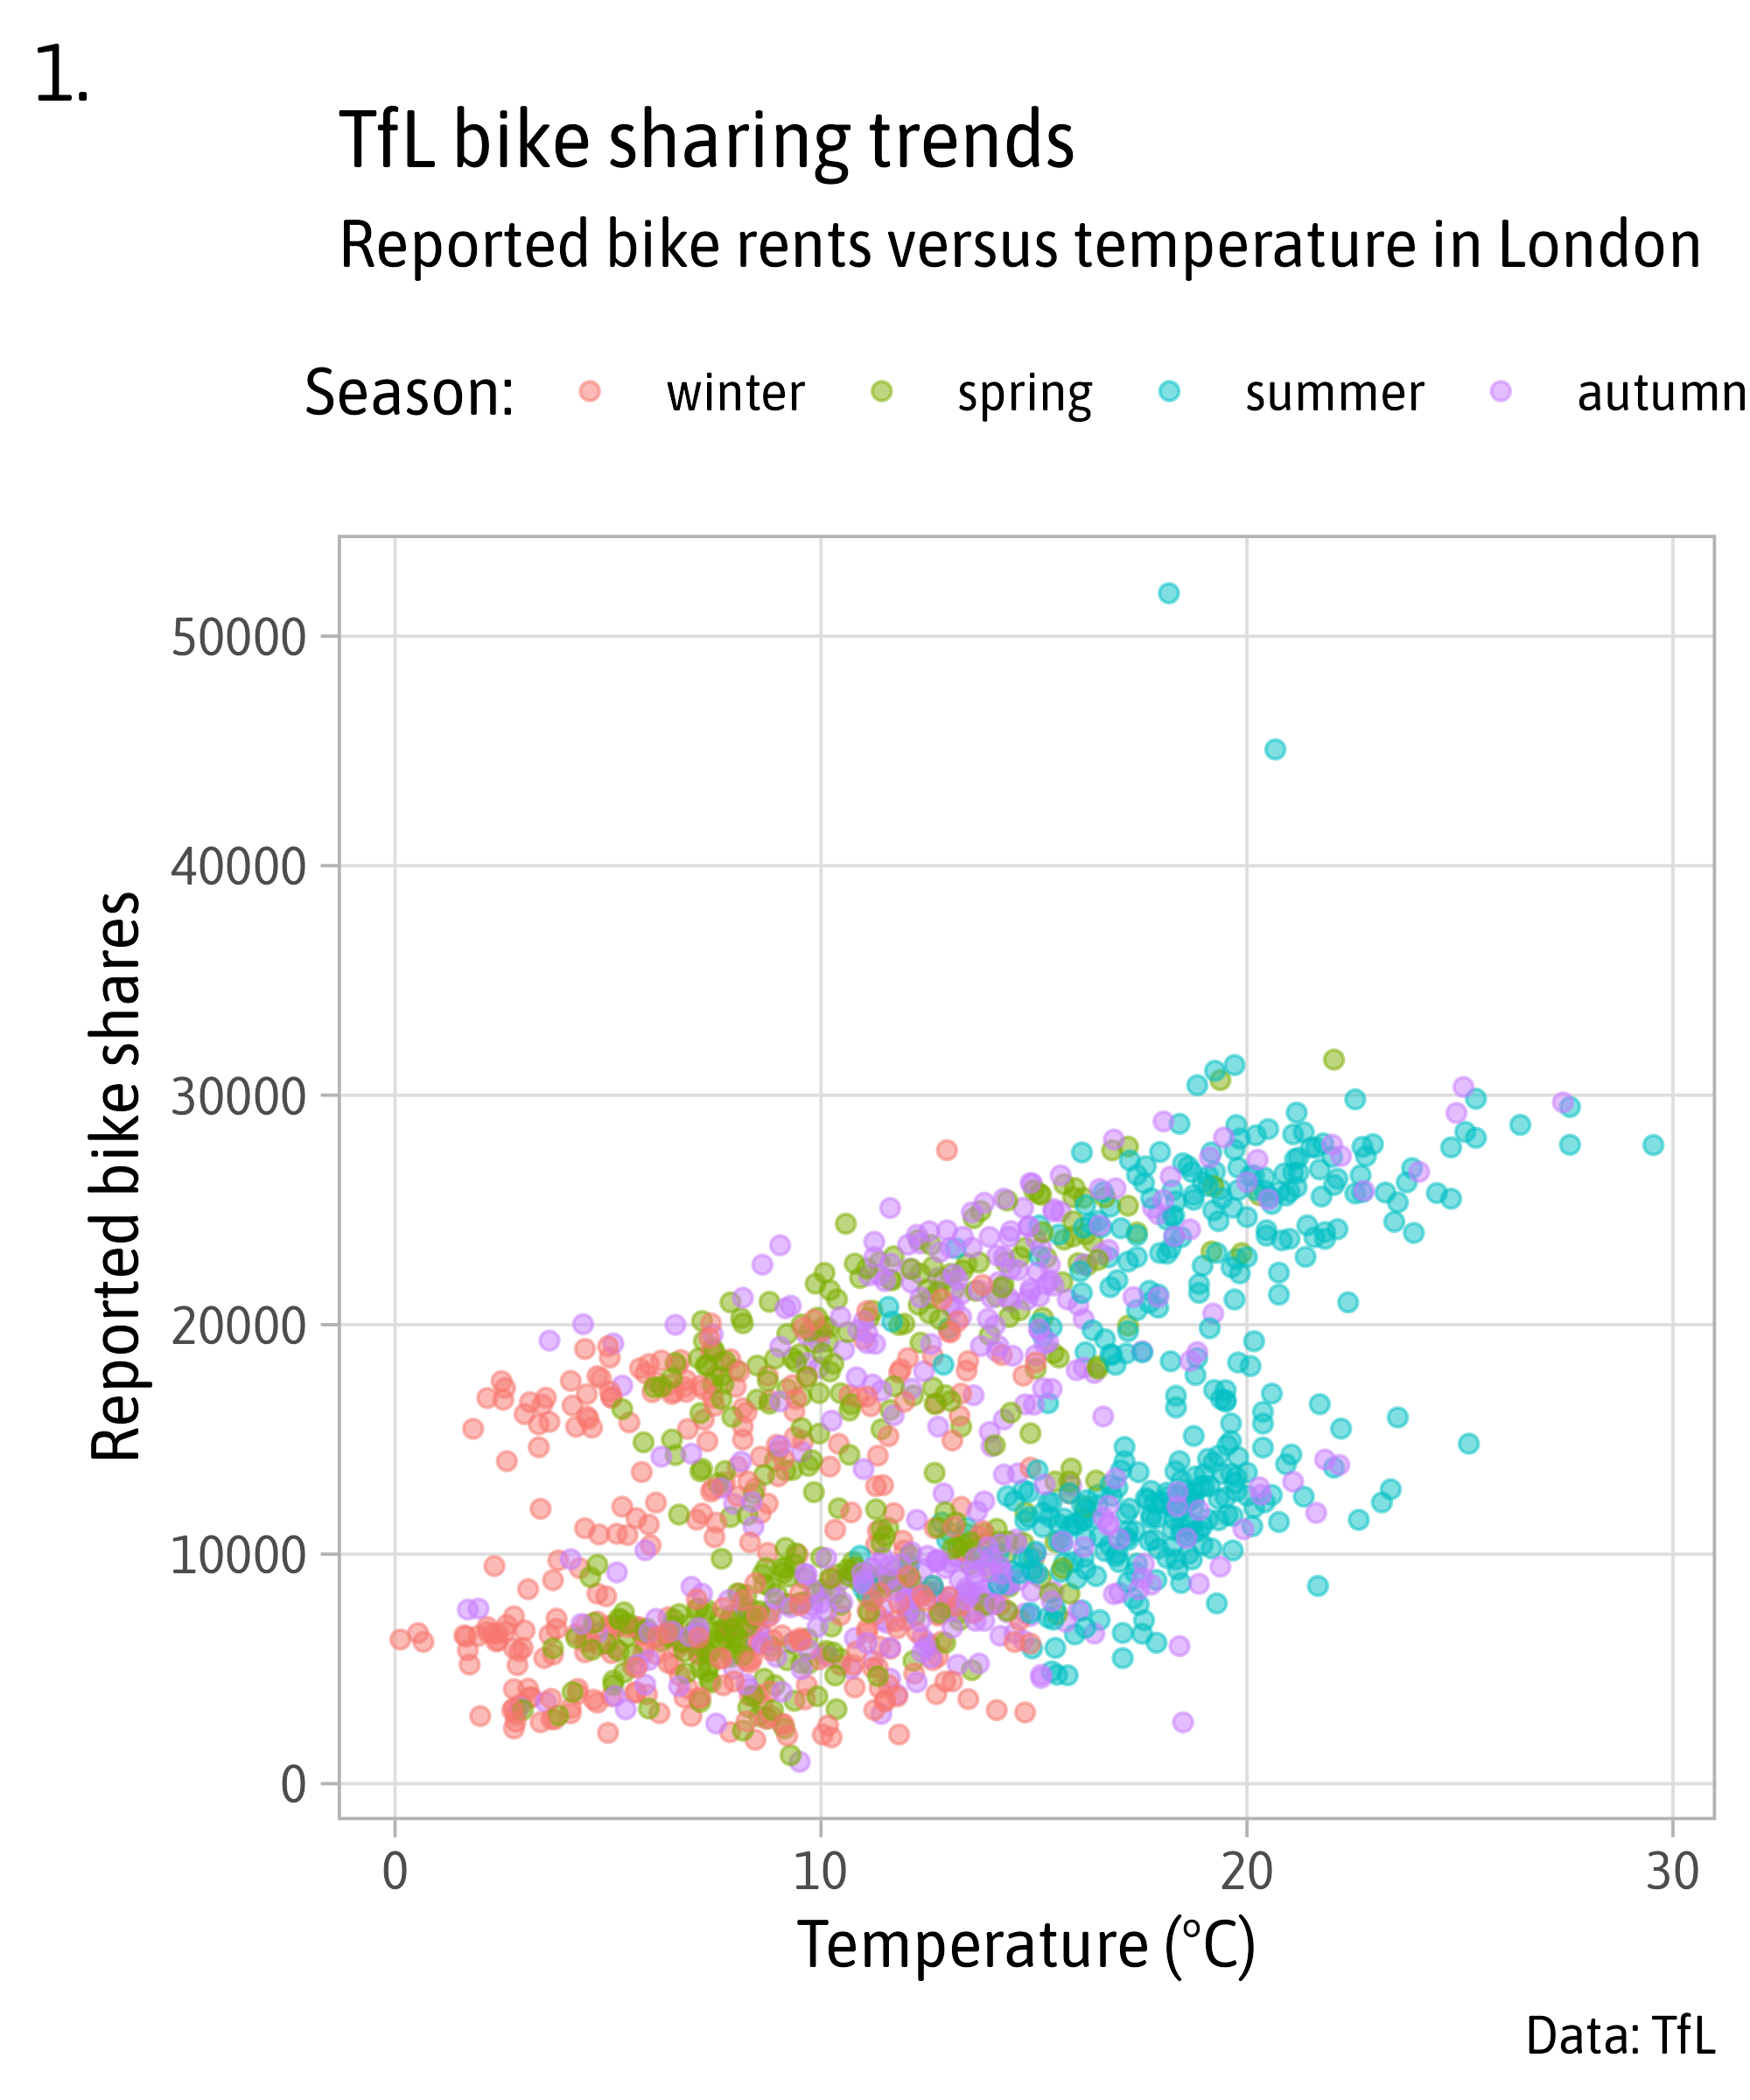 1.
TfL bike sharing trends
Reported bike rents versus temperature in London
Season: winter spring summer autumn
50000
40000
30000
20000
10000
0
Reported bike shares
0 10 20 30
Temperature (°C)
Data: TfL